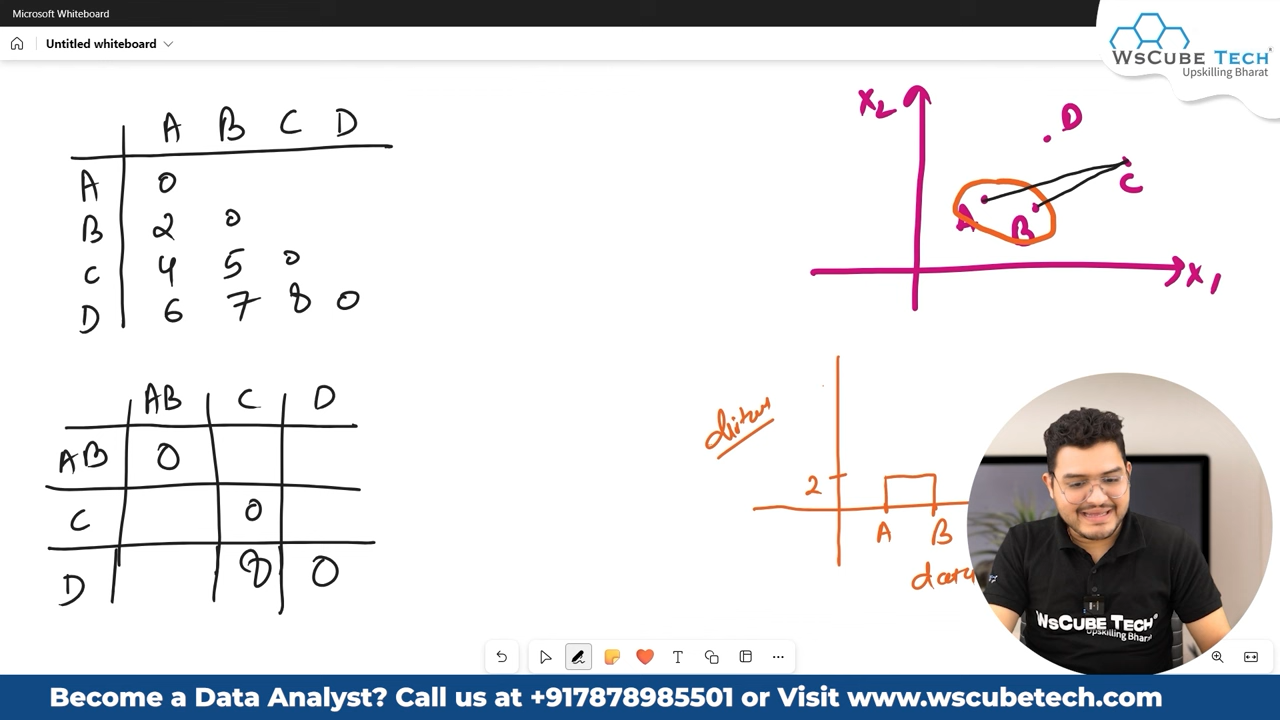 Microsoft Whiteboard
Untitled whiteboard
WSCUBE TECH
Upskilling Bharat
A B C D
A 0
B 2 0
C 4 5 0
D 6 7 8 0
X2
D
C
A
B
X1
AB C D
AB 0
C 0
D 8 0
2
A B
WSCUBE TECH
Upskilling Bharat
Become a Data Analyst? Call us at +917878985501 or Visit www.wscubetech.com